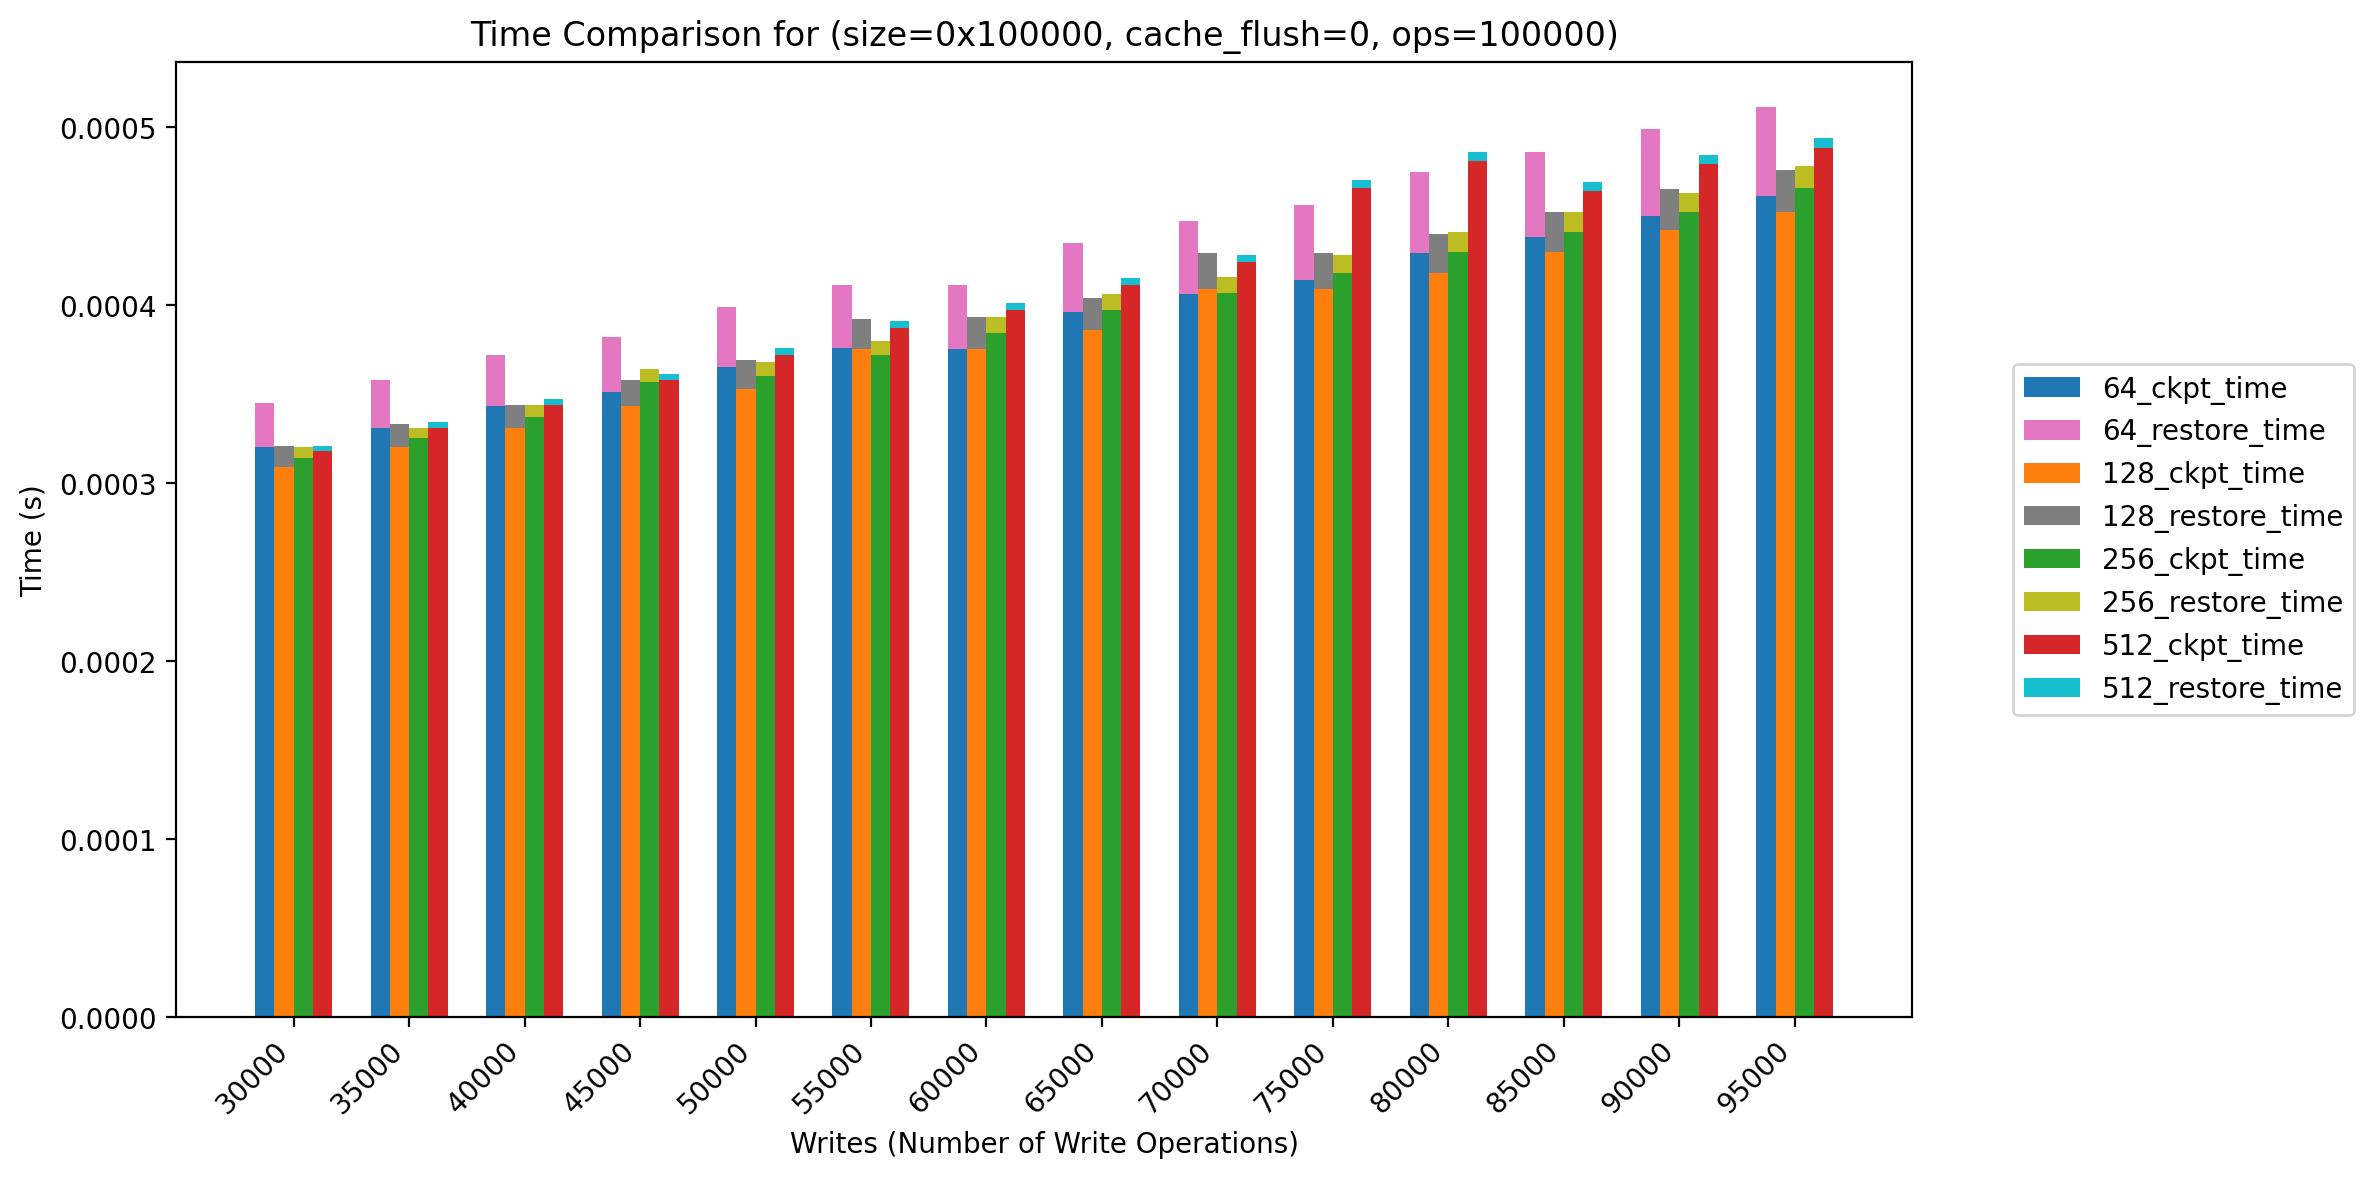 Time Comparison for (size=0x100000, cache_flush=0, ops=100000)
Time (s)
0.0005
0.0004
0.0003
0.0002
0.0001
0.0000
30000
35000
40000
45000
50000
55000
60000
65000
70000
75000
80000
85000
90000
95000
Writes (Number of Write Operations)
64_ckpt_time
64_restore_time
128_ckpt_time
128_restore_time
256_ckpt_time
256_restore_time
512_ckpt_time
512_restore_time